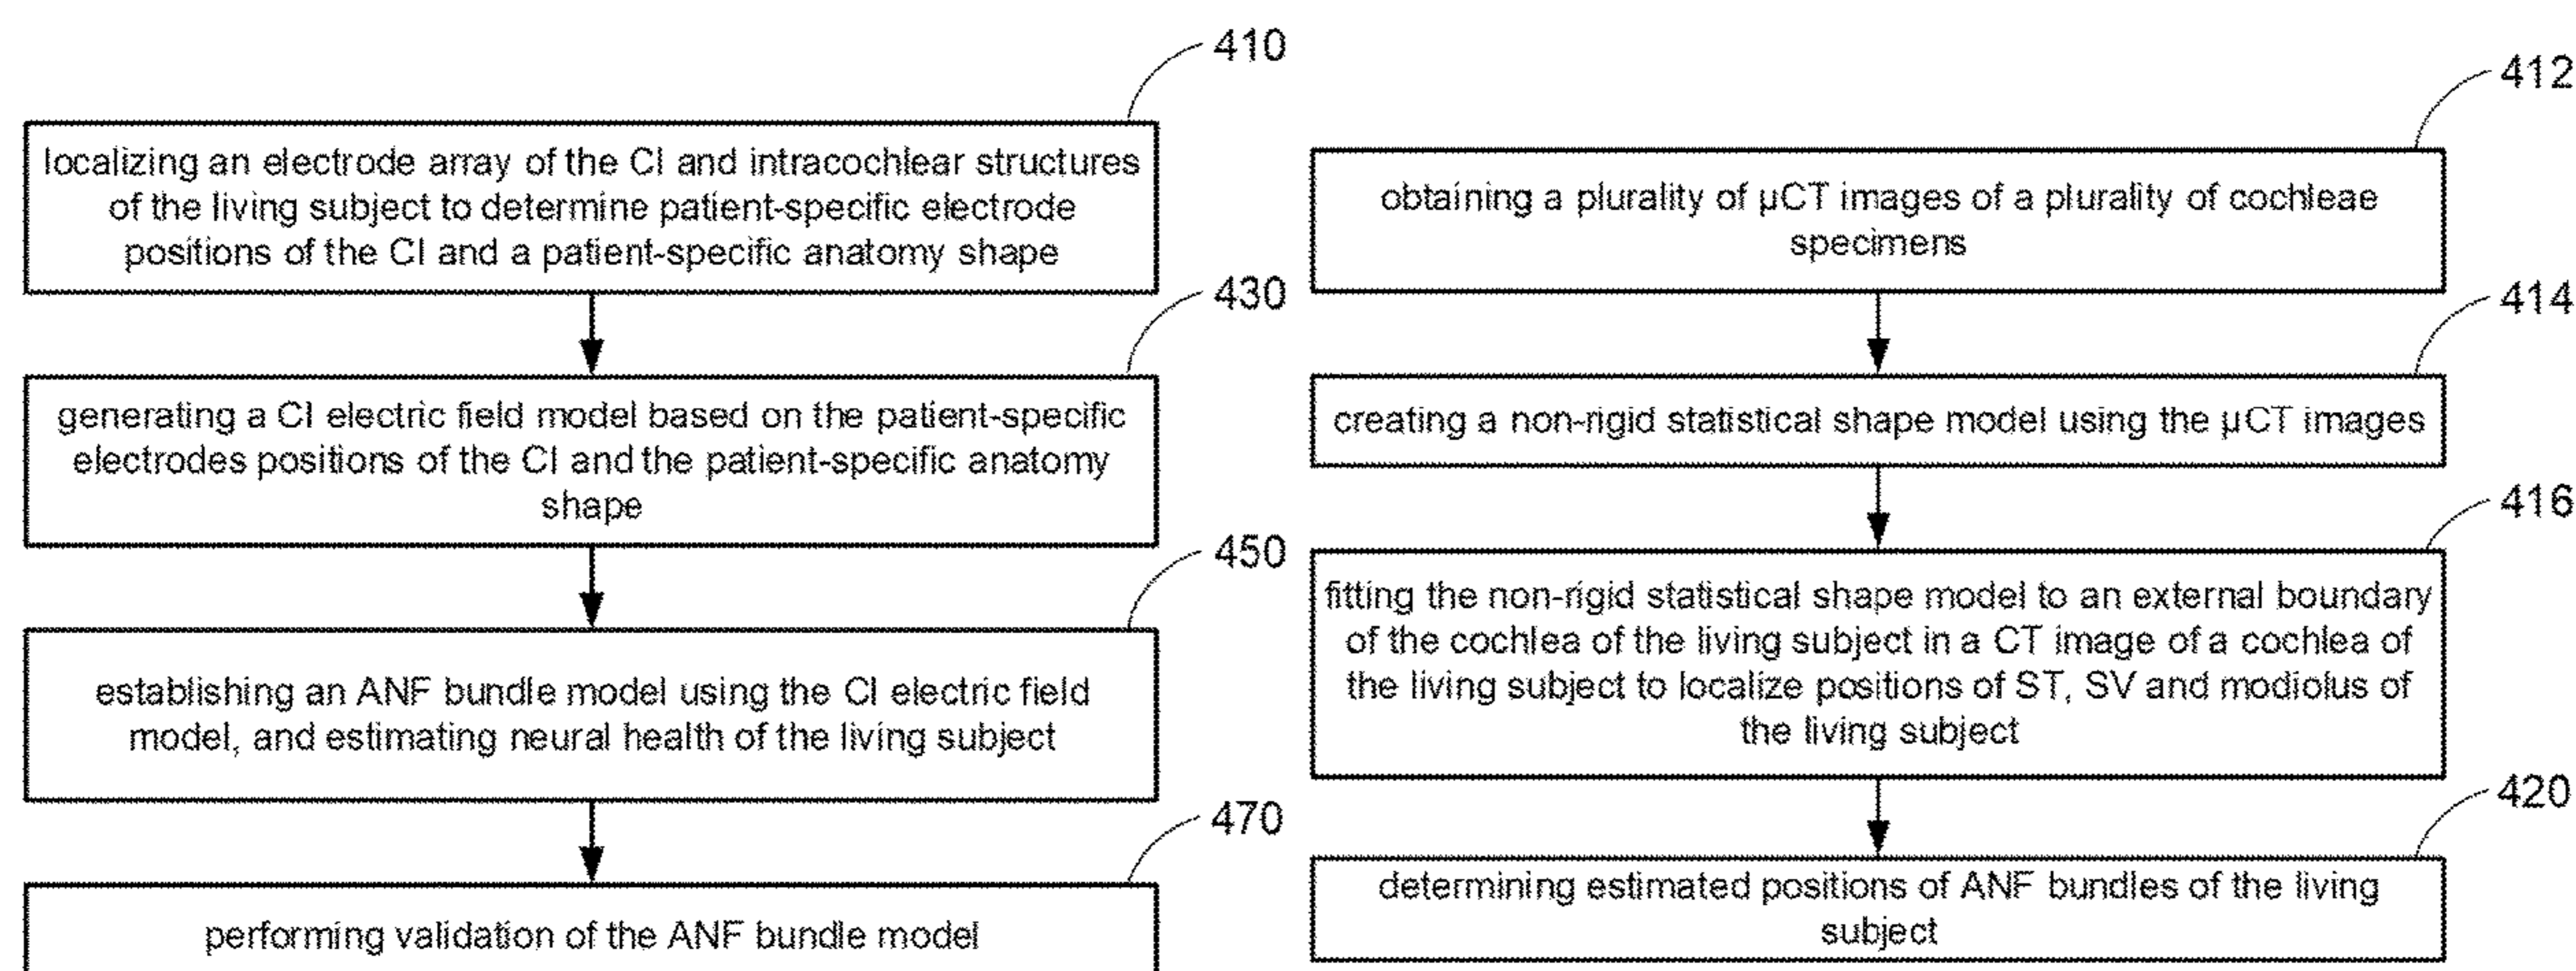 410
localizing an electrode array of the CI and intracochlear structures
of the living subject to determine patient-specific electrode
positions of the CI and a patient-specific anatomy shape
430
generating a CI electric field model based on the patient-specific
electrodes positions of the CI and the patient-specific anatomy
shape
450
establishing an ANF bundle model using the CI electric field
model, and estimating neural health of the living subject
470
performing validation of the ANF bundle model
412
obtaining a plurality of µCT images of a plurality of cochleae
specimens
414
creating a non-rigid statistical shape model using the µCT images
416
fitting the non-rigid statistical shape model to an external boundary
of the cochlea of the living subject in a CT image of a cochlea of
the living subject to localize positions of ST, SV and modiolus of
the living subject
420
determining estimated positions of ANF bundles of the living
subject